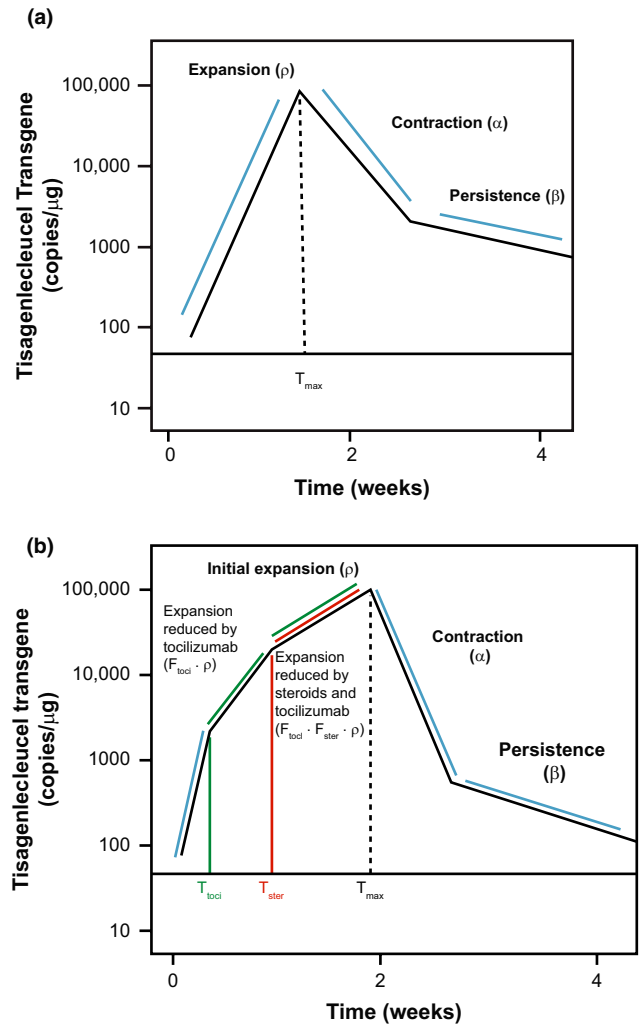 (a)
Expansion (ρ)
Contraction (α)
Persistence (β)
100,000
10,000
1000
100
10
Tisagenlecleucel Transgene
(copies/μg)
Tmax
0
2
4
Time (weeks)
(b)
Initial expansion (ρ)
Expansion
reduced by
tocilizumab
(Ftoci · ρ)
Expansion
reduced by
steroids and
tocilizumab
(Ftoci · Fster · ρ)
Contraction
(α)
Persistence
(β)
100,000
10,000
1000
100
10
Tisagenlecleucel transgene
(copies/μg)
Ttoci
Tster
Tmax
0
2
4
Time (weeks)